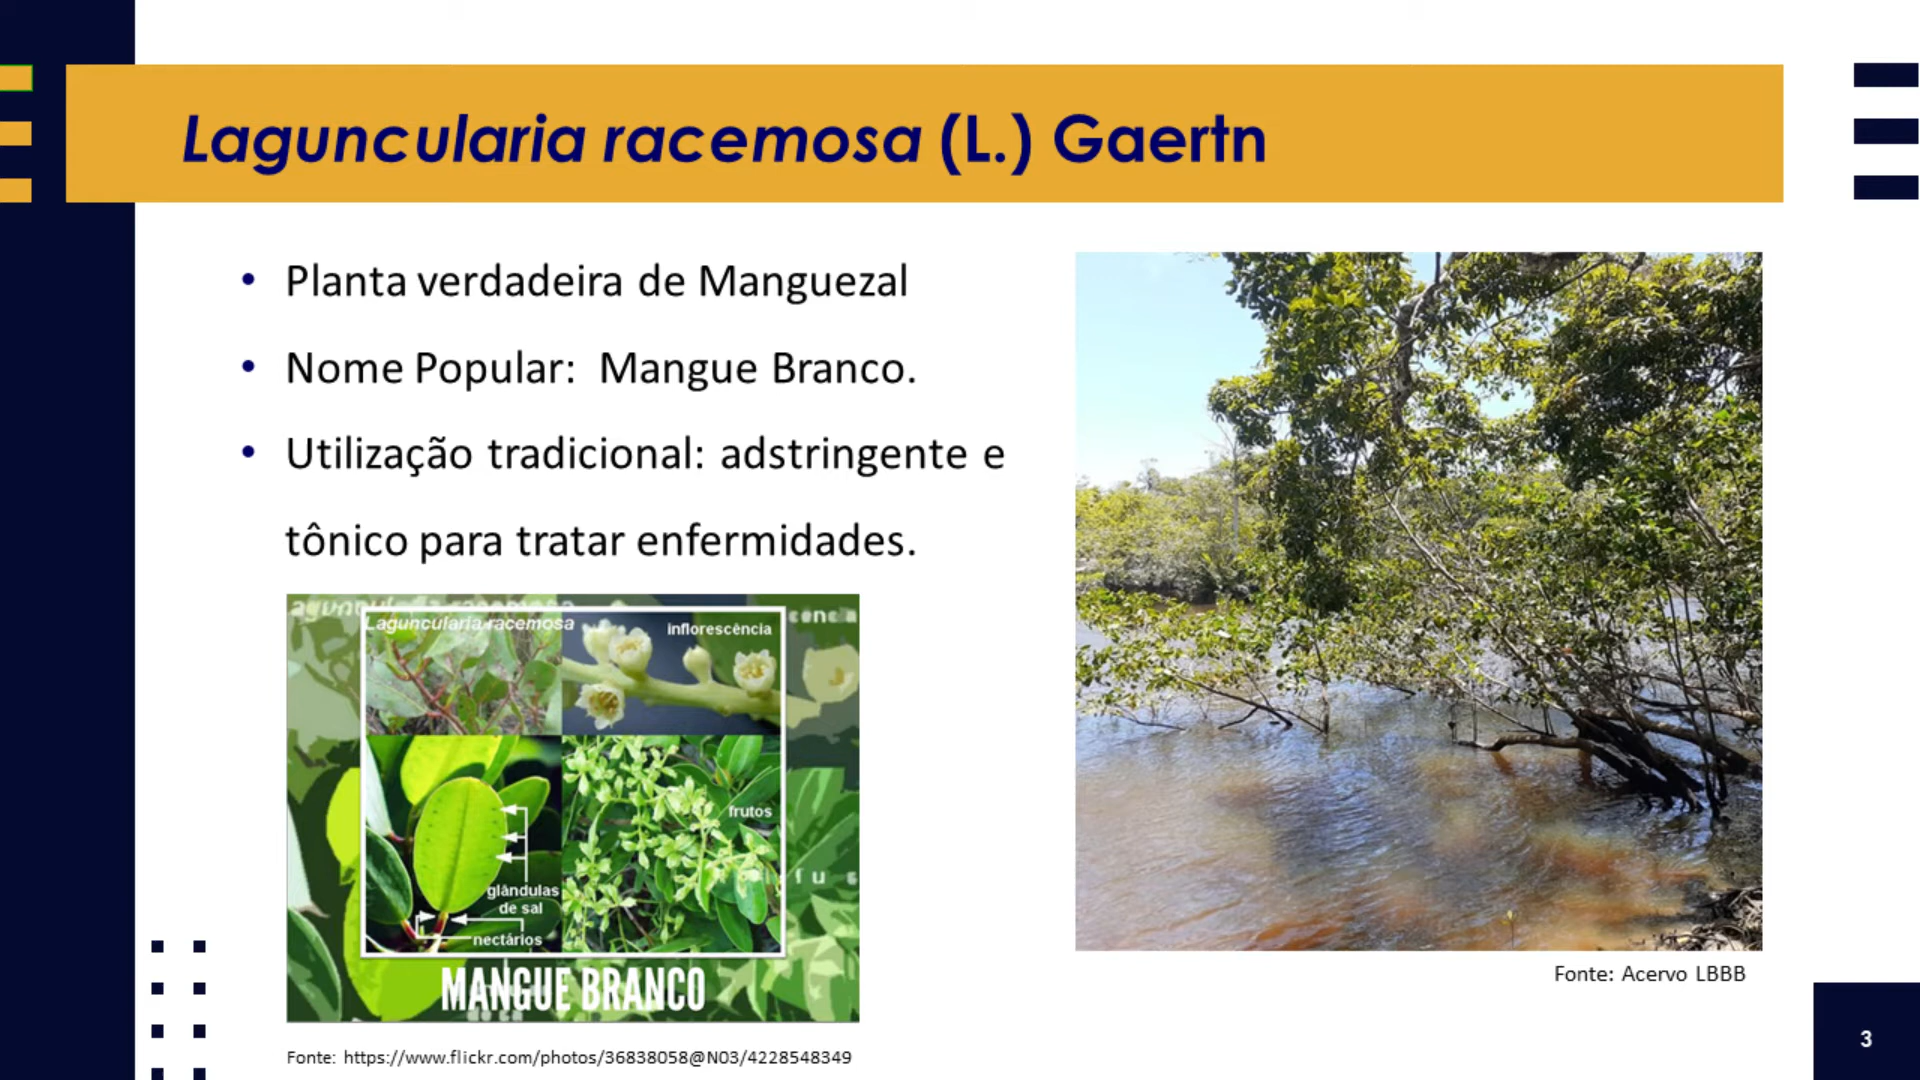 Laguncularia racemosa (L.) Gaertn
• Planta verdadeira de Manguezal
• Nome Popular: Mangue Branco.
• Utilização tradicional: adstringente e
tônico para tratar enfermidades.
Laguncularia racemosa
inflorescência
frutos
glândulas
de sal
nectários
MANGUE BRANCO
Fonte: https://www.flickr.com/photos/36838058@N03/4228548349
Fonte: Acervo LBBB
3